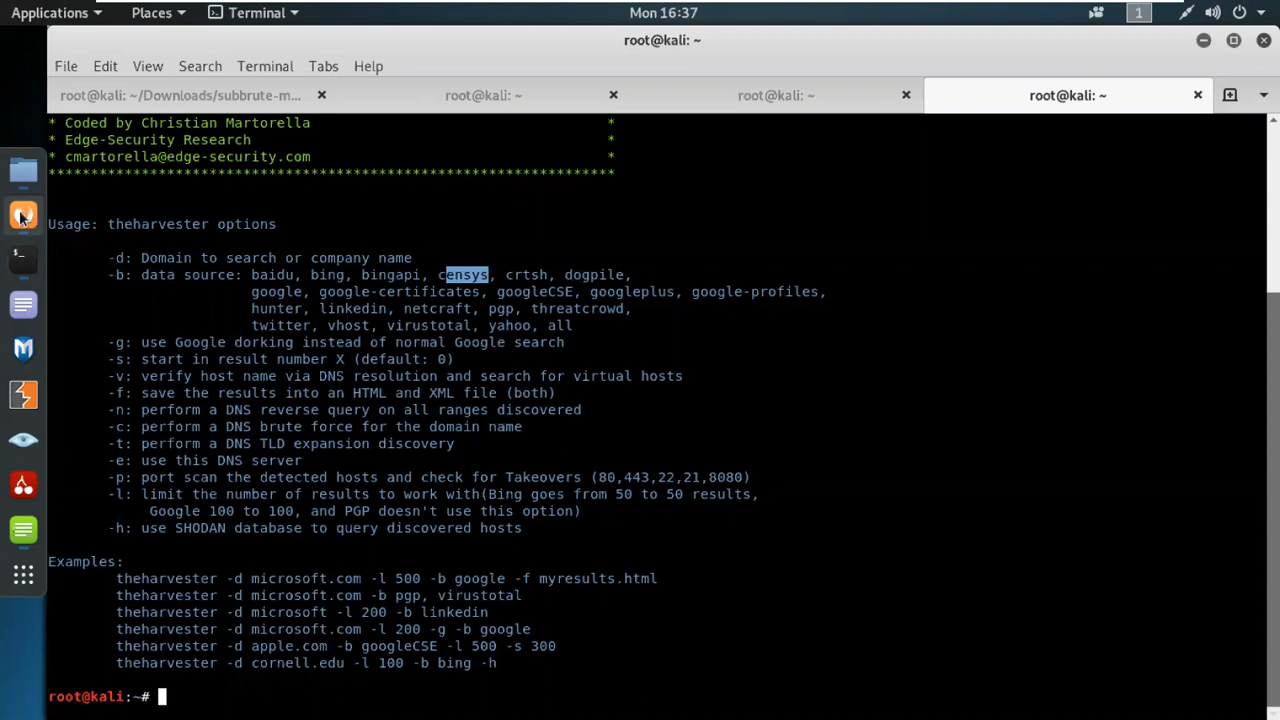 Applications Places Terminal Mon 16:37 1
root@kali: ~
File Edit View Search Terminal Tabs Help
root@kali: ~/Downloads/subbrute-m... root@kali: ~ root@kali: ~ root@kali: ~
* Coded by Christian Martorella *
* Edge-Security Research *
* cmartorella@edge-security.com *
*******************************************************************
Usage: theharvester options
-d: Domain to search or company name
-b: data source: baidu, bing, bingapi, censys, crtsh, dogpile,
google, google-certificates, googleCSE, googleplus, google-profiles,
hunter, linkedin, netcraft, pgp, threatcrowd,
twitter, vhost, virustotal, yahoo, all
-g: use Google dorking instead of normal Google search
-s: start in result number X (default: 0)
-v: verify host name via DNS resolution and search for virtual hosts
-f: save the results into an HTML and XML file (both)
-n: perform a DNS reverse query on all ranges discovered
-c: perform a DNS brute force for the domain name
-t: perform a DNS TLD expansion discovery
-e: use this DNS server
-p: port scan the detected hosts and check for Takeovers (80,443,22,21,8080)
-l: limit the number of results to work with(Bing goes from 50 to 50 results,
Google 100 to 100, and PGP doesn't use this option)
-h: use SHODAN database to query discovered hosts
Examples:
theharvester -d microsoft.com -l 500 -b google -f myresults.html
theharvester -d microsoft.com -b pgp, virustotal
theharvester -d microsoft -l 200 -b linkedin
theharvester -d microsoft.com -l 200 -g -b google
theharvester -d apple.com -b googleCSE -l 500 -s 300
theharvester -d cornell.edu -l 100 -b bing -h
root@kali:~#